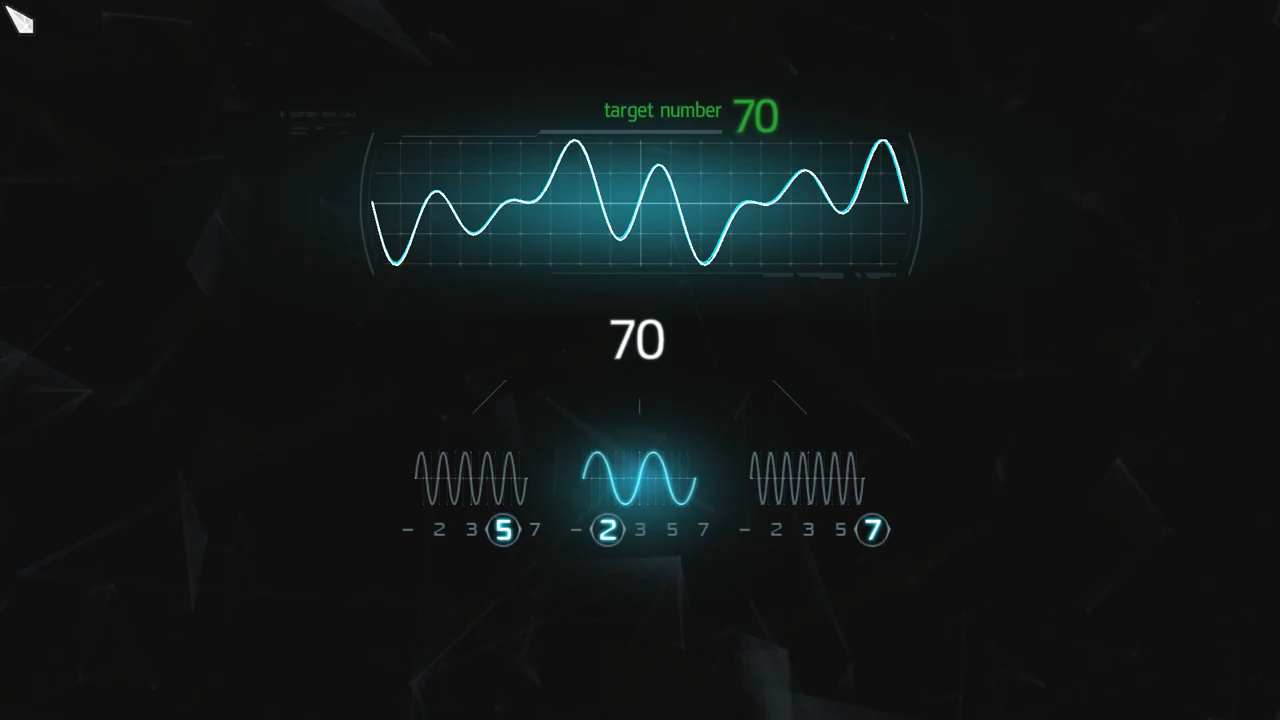 target number 70
70
- 2 3 5 7 - 2 3 5 7 - 2 3 5 7